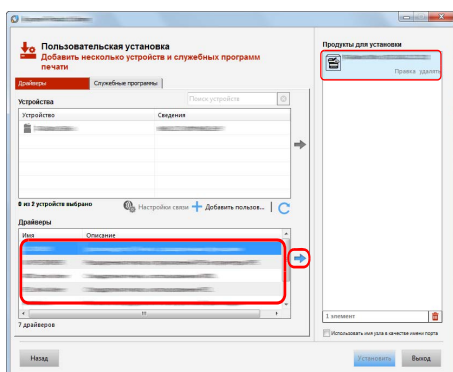 Пользовательская установка
Добавить несколько устройств и служебных программ
печати
Драйверы
Служебные программы
Устройства
Поиск устройств
Устройство
Сведения
0 из 2 устройств выбрано
Настройки связи
Добавить пользов...
Драйверы
Имя
Описание
7 драйверов
Назад
Продукты для установки
Правка удалить
1 элемент
Использовать имя узла в качестве имени порта
Установить
Выход